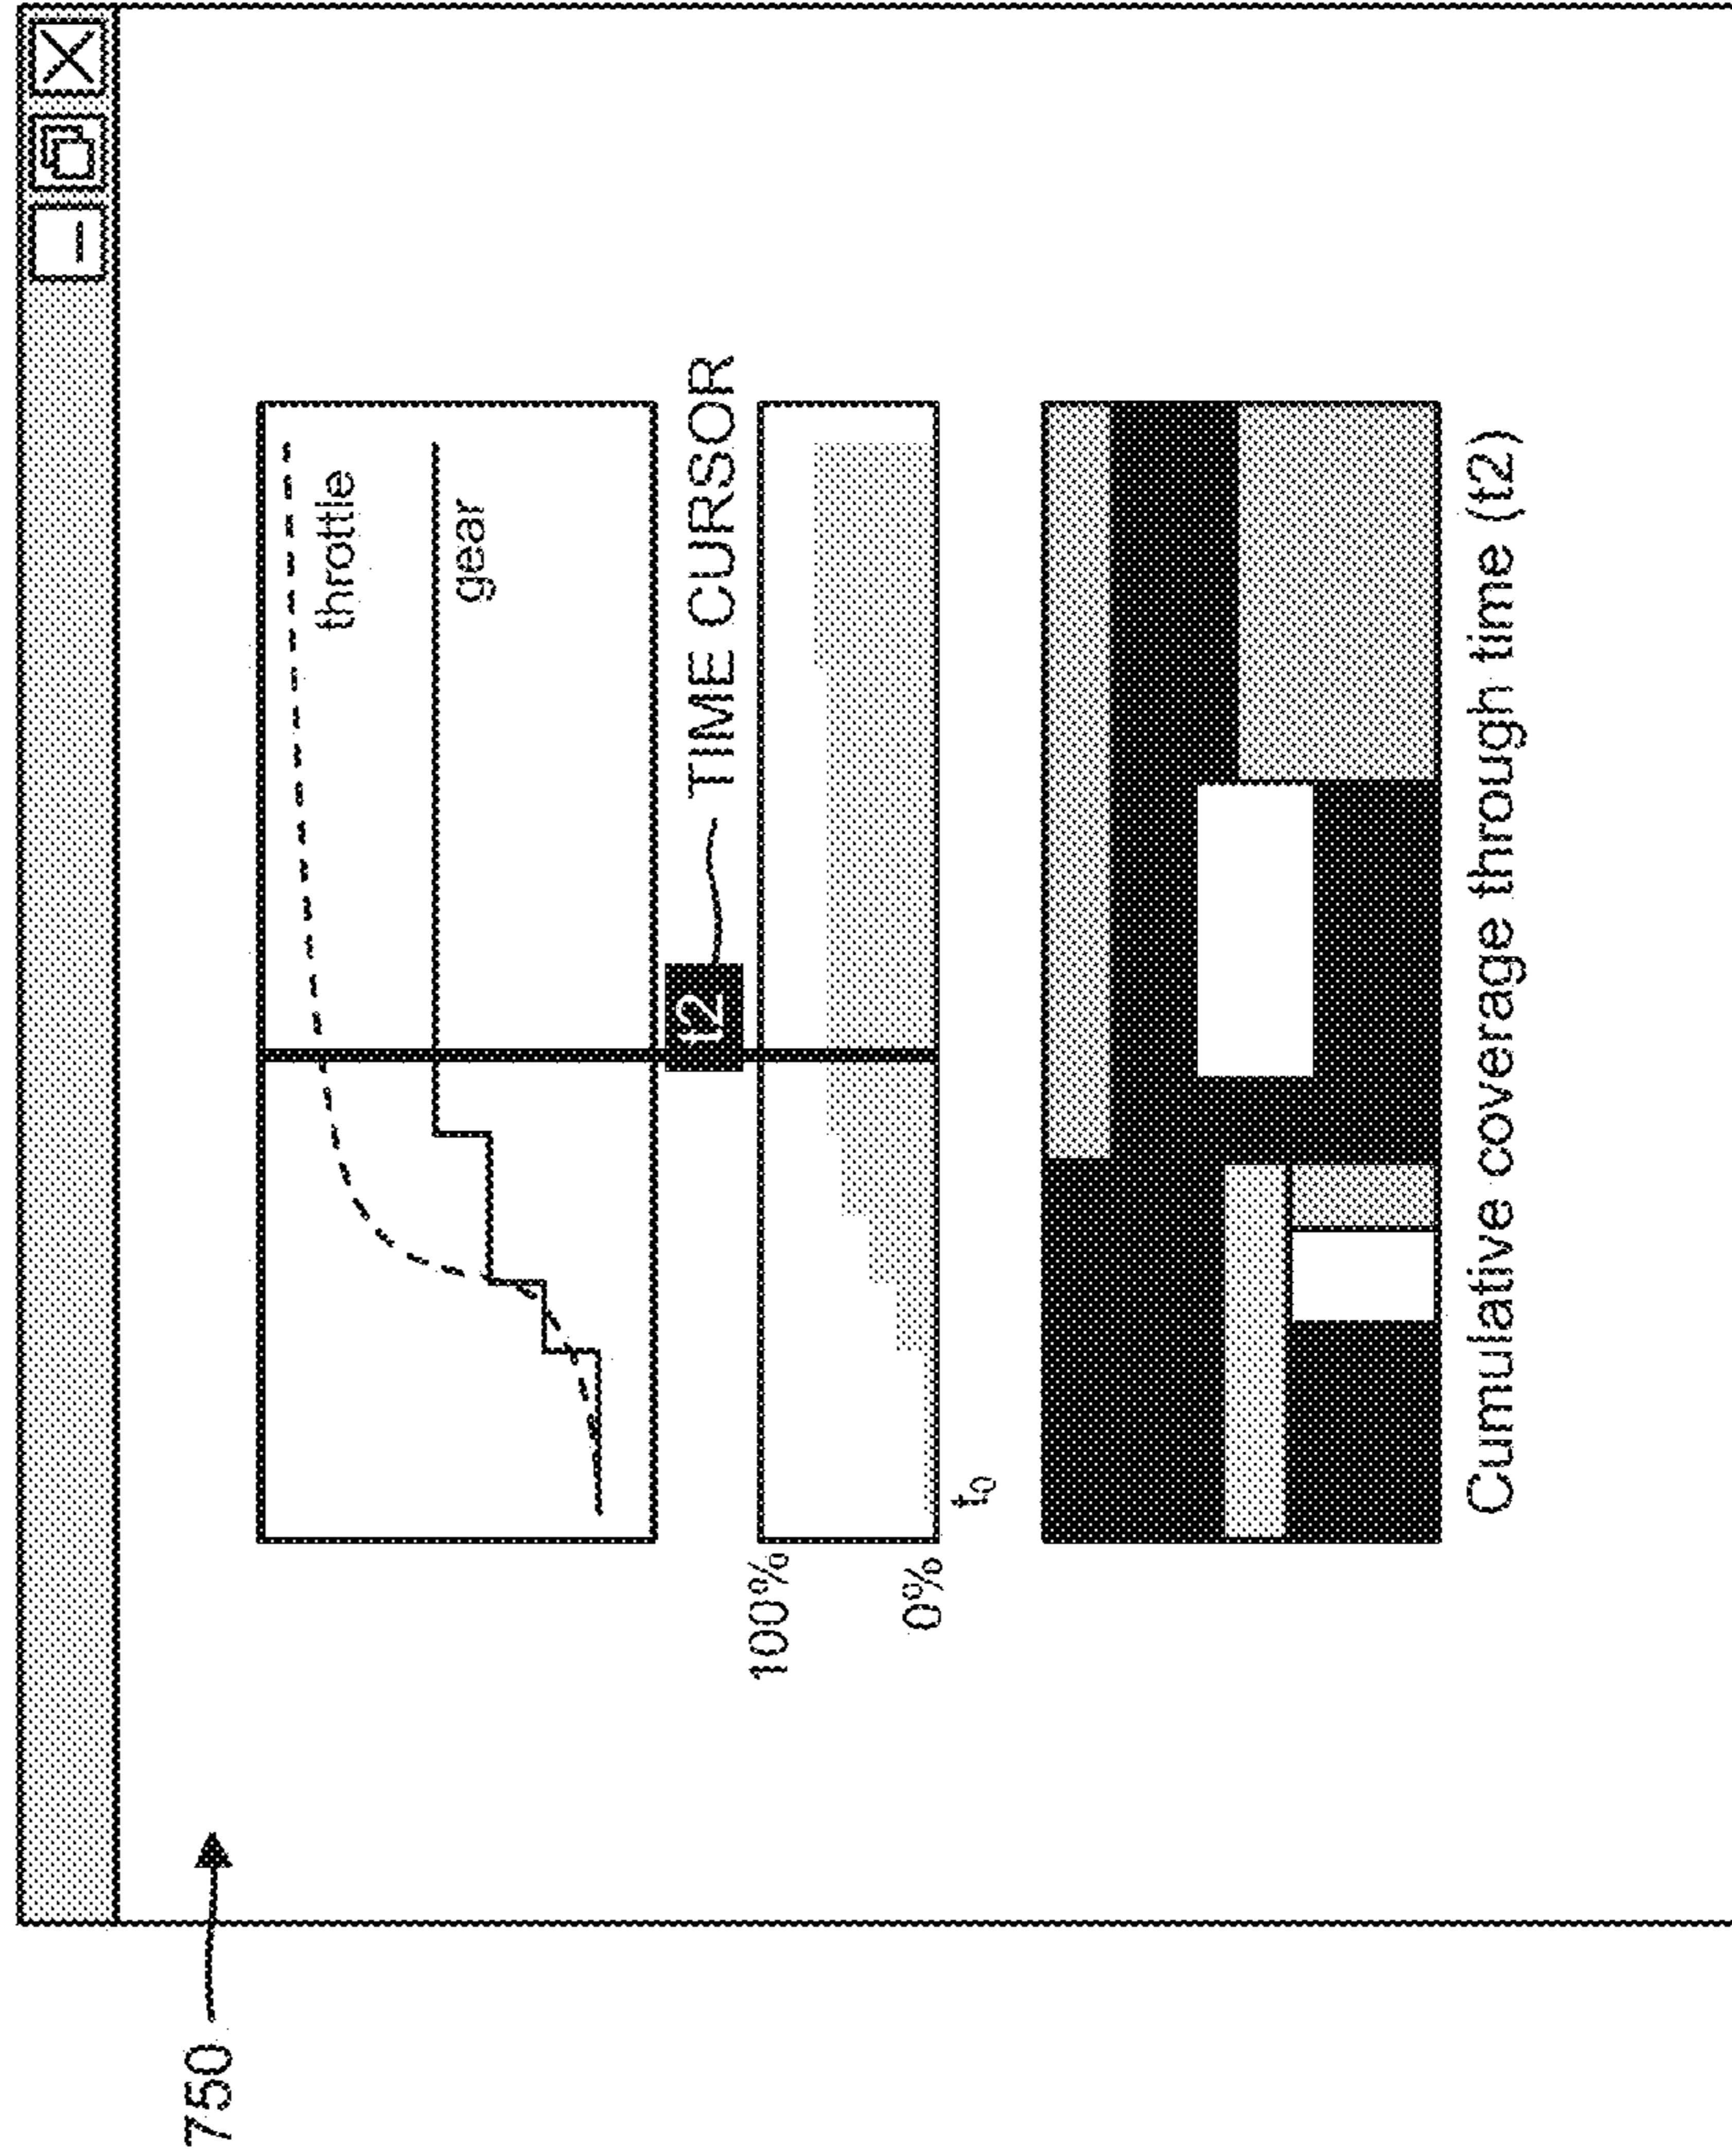 750
throttle
gear
t2
TIME CURSOR
100%
0%
t0
Cumulative coverage through time (t2)